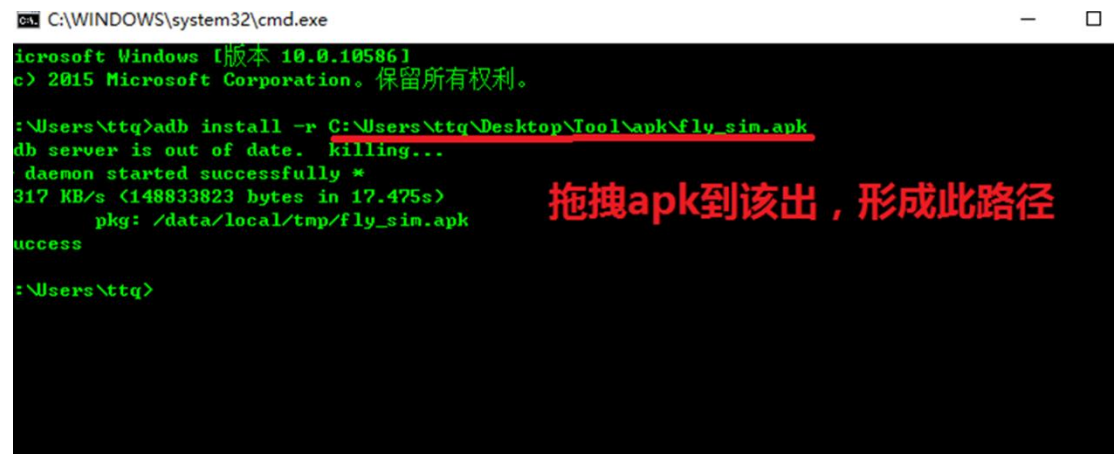 C:\WINDOWS\system32\cmd.exe
icrosoft Windows [版本 10.0.10586]
c) 2015 Microsoft Corporation。保留所有权利。
:\Users\ttq>adb install -r C:\Users\ttq\Desktop\Tool\apk\fly_sim.apk
db server is out of date.  killing...
daemon started successfully *
317 KB/s (148833823 bytes in 17.475s)
pkg: /data/local/tmp/fly_sim.apk
uccess
拖拽apk到该出，形成此路径
:\Users\ttq>